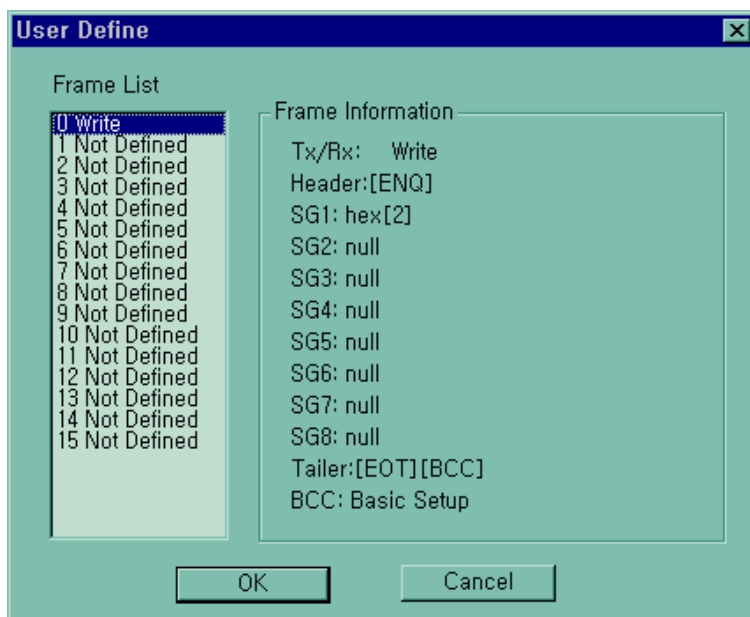 User Define
Frame List
0 Write
1 Not Defined
2 Not Defined
3 Not Defined
4 Not Defined
5 Not Defined
6 Not Defined
7 Not Defined
8 Not Defined
9 Not Defined
10 Not Defined
11 Not Defined
12 Not Defined
13 Not Defined
14 Not Defined
15 Not Defined
Frame Information
Tx/Rx: Write
Header:[ENQ]
SG1: hex[2]
SG2: null
SG3: null
SG4: null
SG5: null
SG6: null
SG7: null
SG8: null
Tailer:[EOT][BCC]
BCC: Basic Setup
OK
Cancel